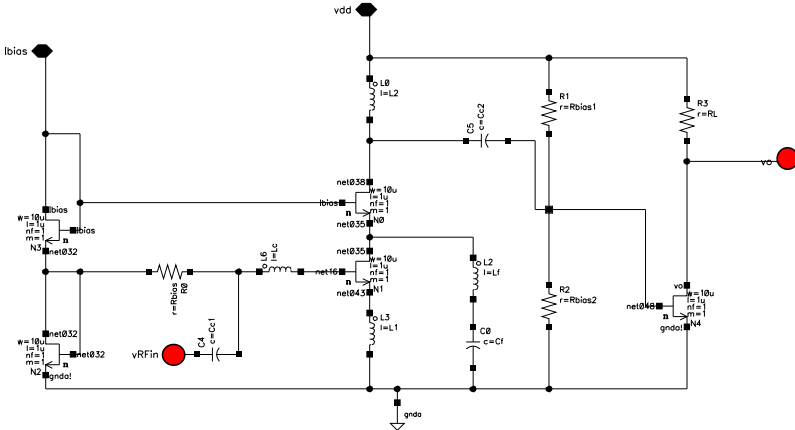 vdd
Ibias
L0
l=L2
R1
r=Rbias1
R3
r=RL
C5
c=Cc2
vo
net038
w=10u
l=1u
nf=1
m=1
Ibias
n
N0
net035
Ibias
w=10u
l=1u
nf=1
m=1
Ibias
n
N3
net032
L6
l=Lc
net035
w=10u
l=1u
nf=1
m=1
net16
n
N1
net043
L2
l=Lf
R2
r=Rbias2
vo
w=10u
l=1u
nf=1
m=1
net048
n
N4
gnda!
r=Rbias
R0
L3
l=L1
C0
c=Cf
net032
w=10u
l=1u
nf=1
m=1
net032
n
N2
gnda!
vRFin
C4
c=Cc1
gnda